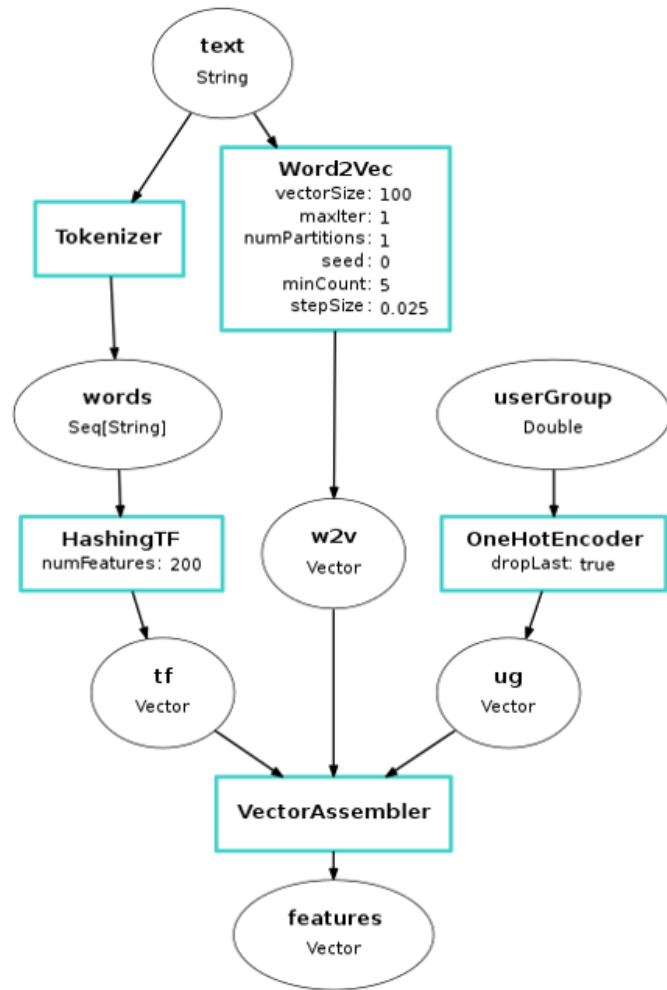 text
String
Word2Vec
vectorSize: 100
maxIter: 1
numPartitions: 1
seed: 0
minCount: 5
stepSize: 0.025
Tokenizer
words
Seq[String]
userGroup
Double
HashingTF
numFeatures: 200
w2v
Vector
OneHotEncoder
dropLast: true
tf
Vector
ug
Vector
VectorAssembler
features
Vector